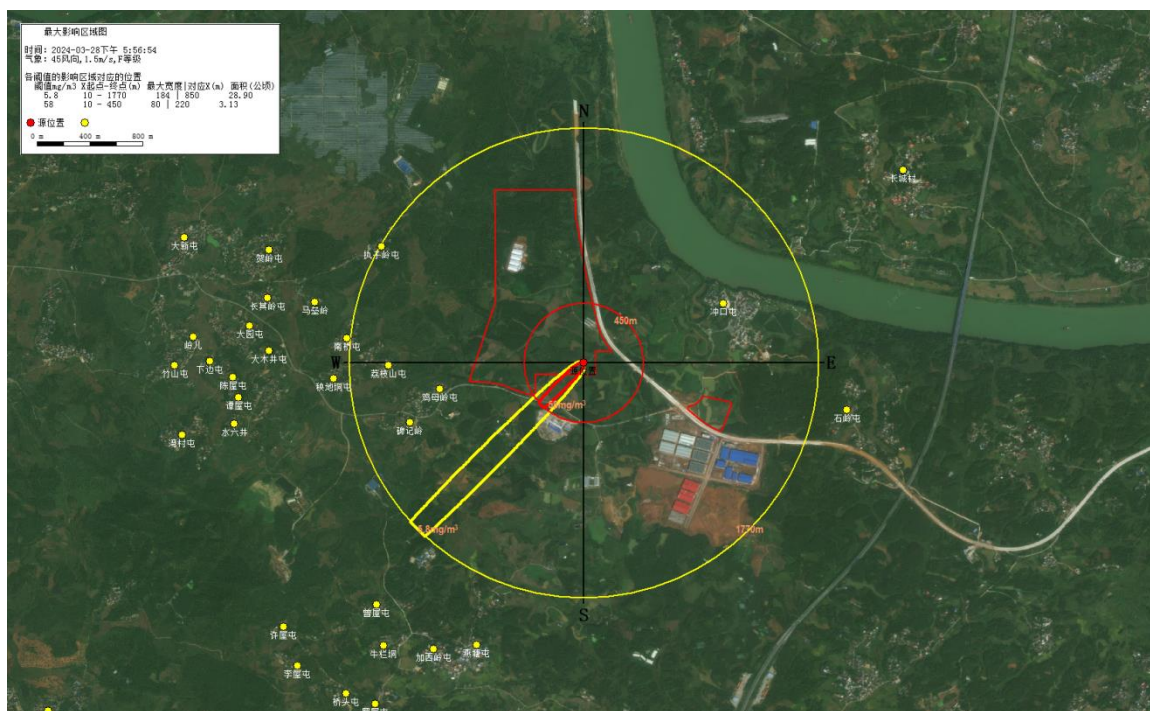 最大影响区域图
时间: 2024-03-28下午 5:56:54
气象: 45风向,1.5m/s,F等级
各阈值的影响区域对应的位置
阈值mg/m3 X起点-终点(m) 最大宽度|对应X(m) 面积(公顷)
5.8 10 - 1770 184 | 850 28.90
58 10 - 450 80 | 220 3.13
源位置
0 m 400 m 800 m
N
长城村
大新屯
贺岭屯
执手岭屯
长其岭屯
马垒岭
冲口屯
450m
大园屯
岭凡
南桥屯
大木井屯
W
E
竹山屯
下边屯
荔枝山屯
陈屋屯
秧地垌屯
鸡母岭屯
谭屋屯
58mg/m³
石岭屯
水六井
碑记岭
冯村屯
5.8mg/m³
1770m
曾屋屯
S
许屋屯
牛栏垌
加西岭屯
李屋屯
桥头屯